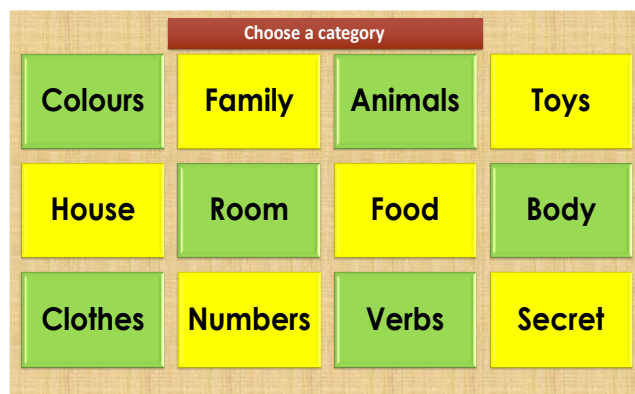 Choose a category
Colours Family Animals Toys
House Room Food Body
Clothes Numbers Verbs Secret